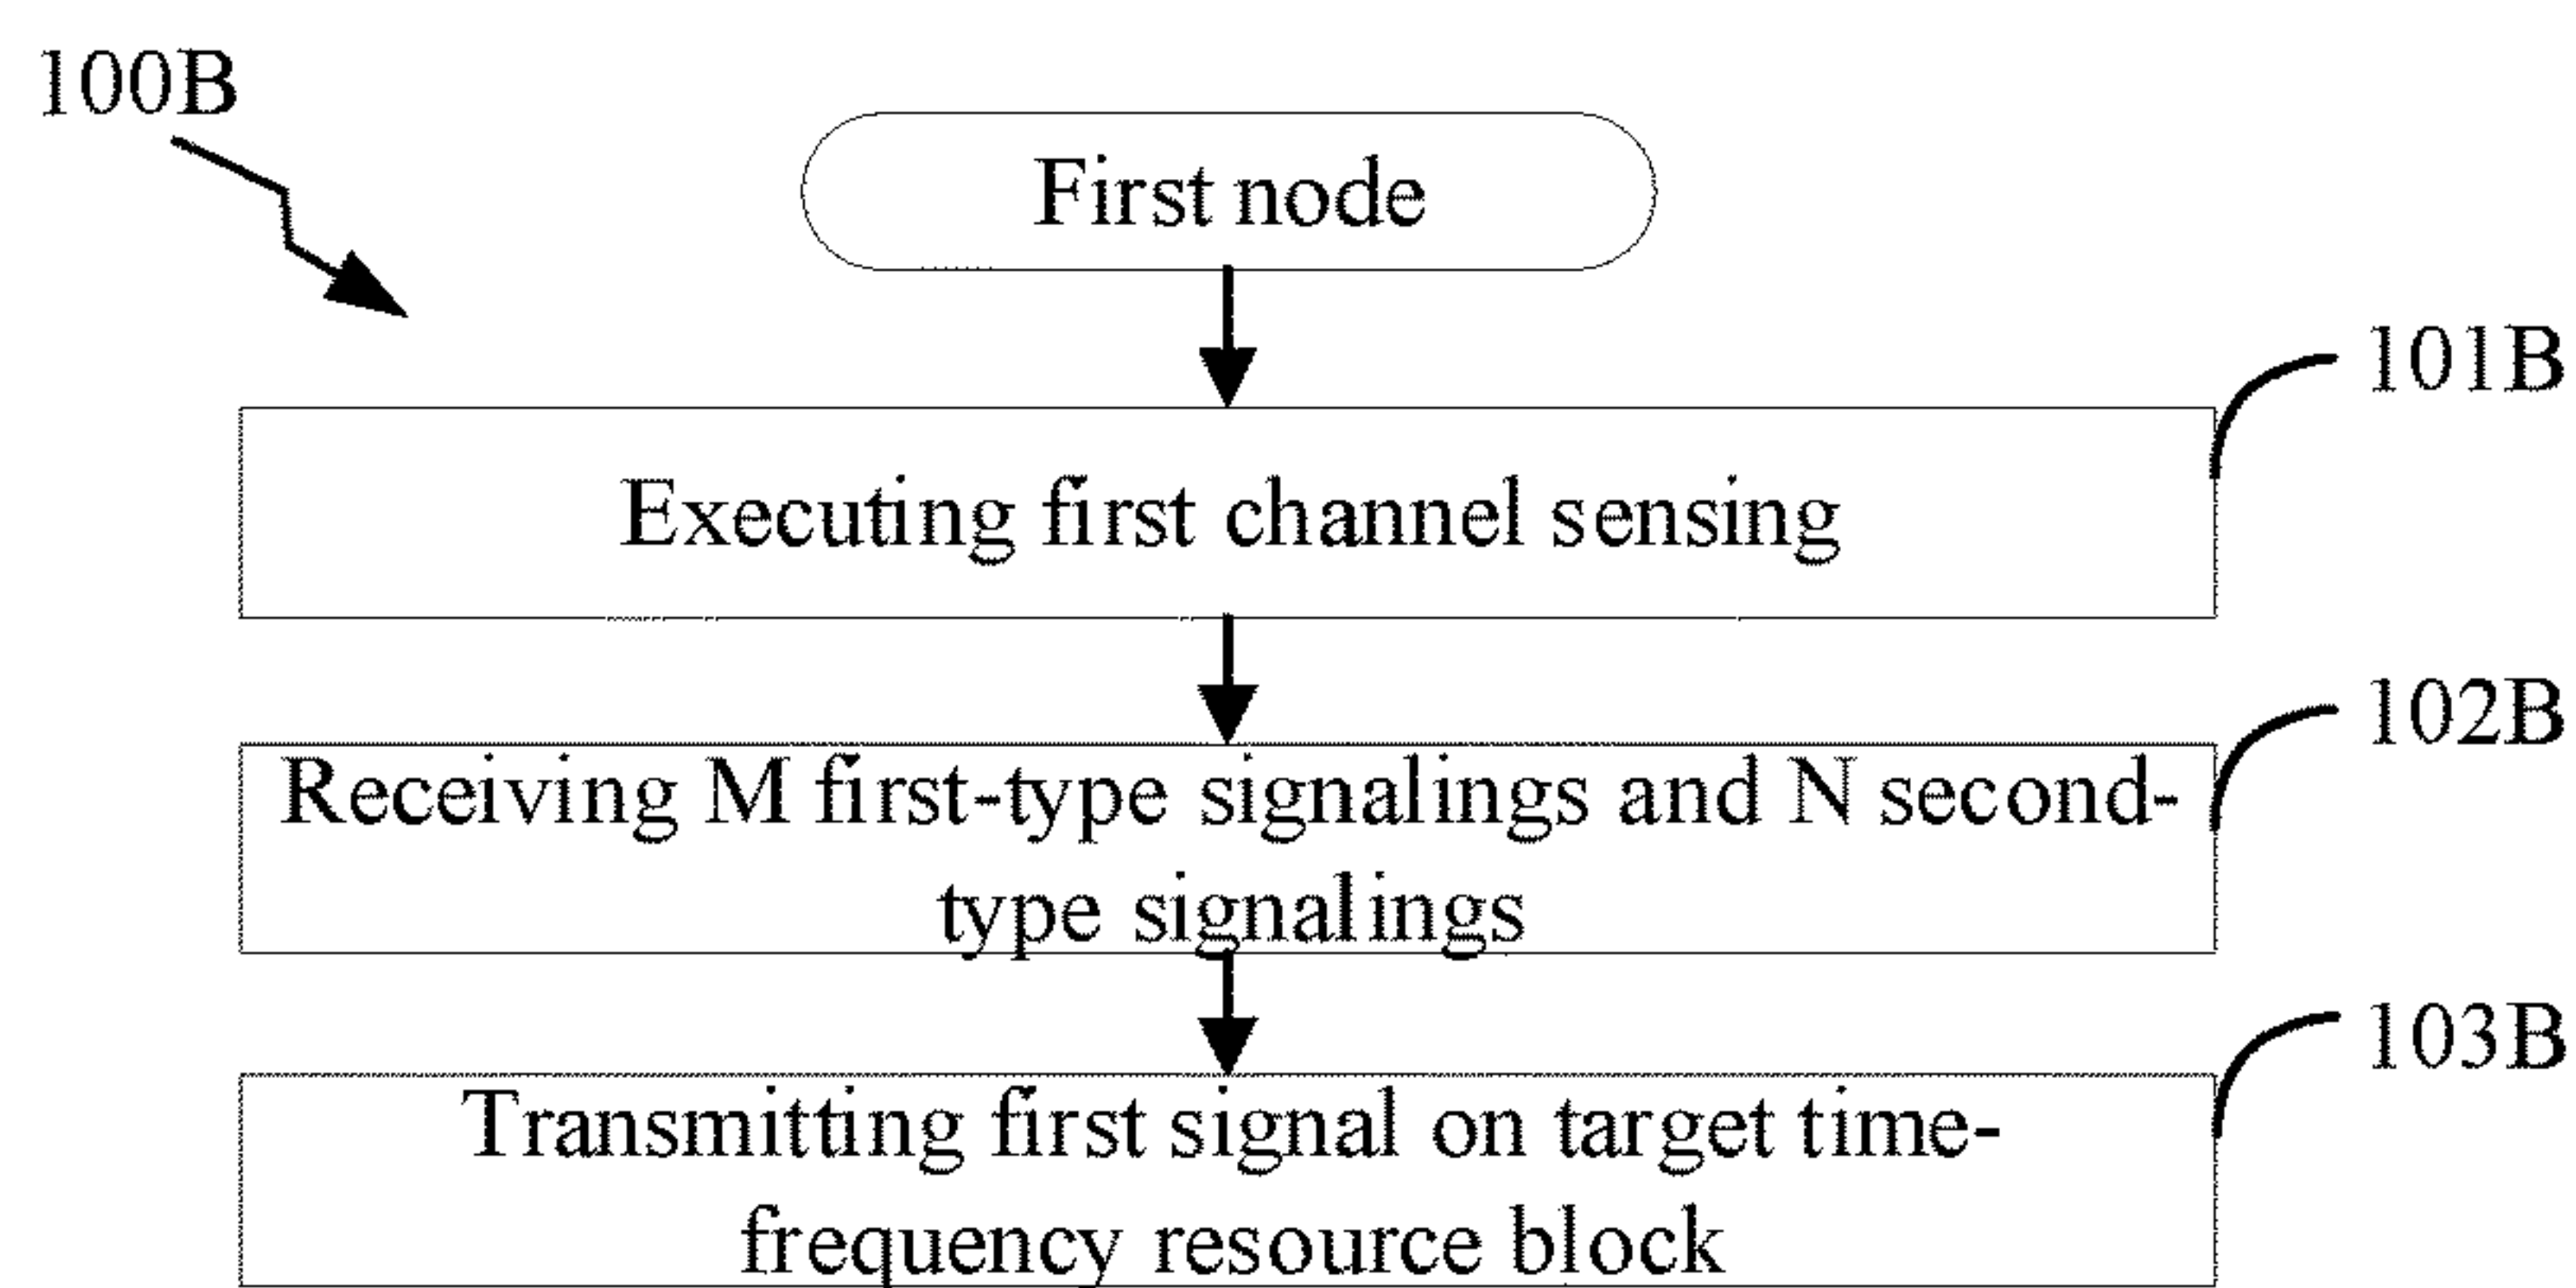 100B
First node
101B
Executing first channel sensing
102B
Receiving M first-type signalings and N second-
type signalings
103B
Transmitting first signal on target time-
frequency resource block